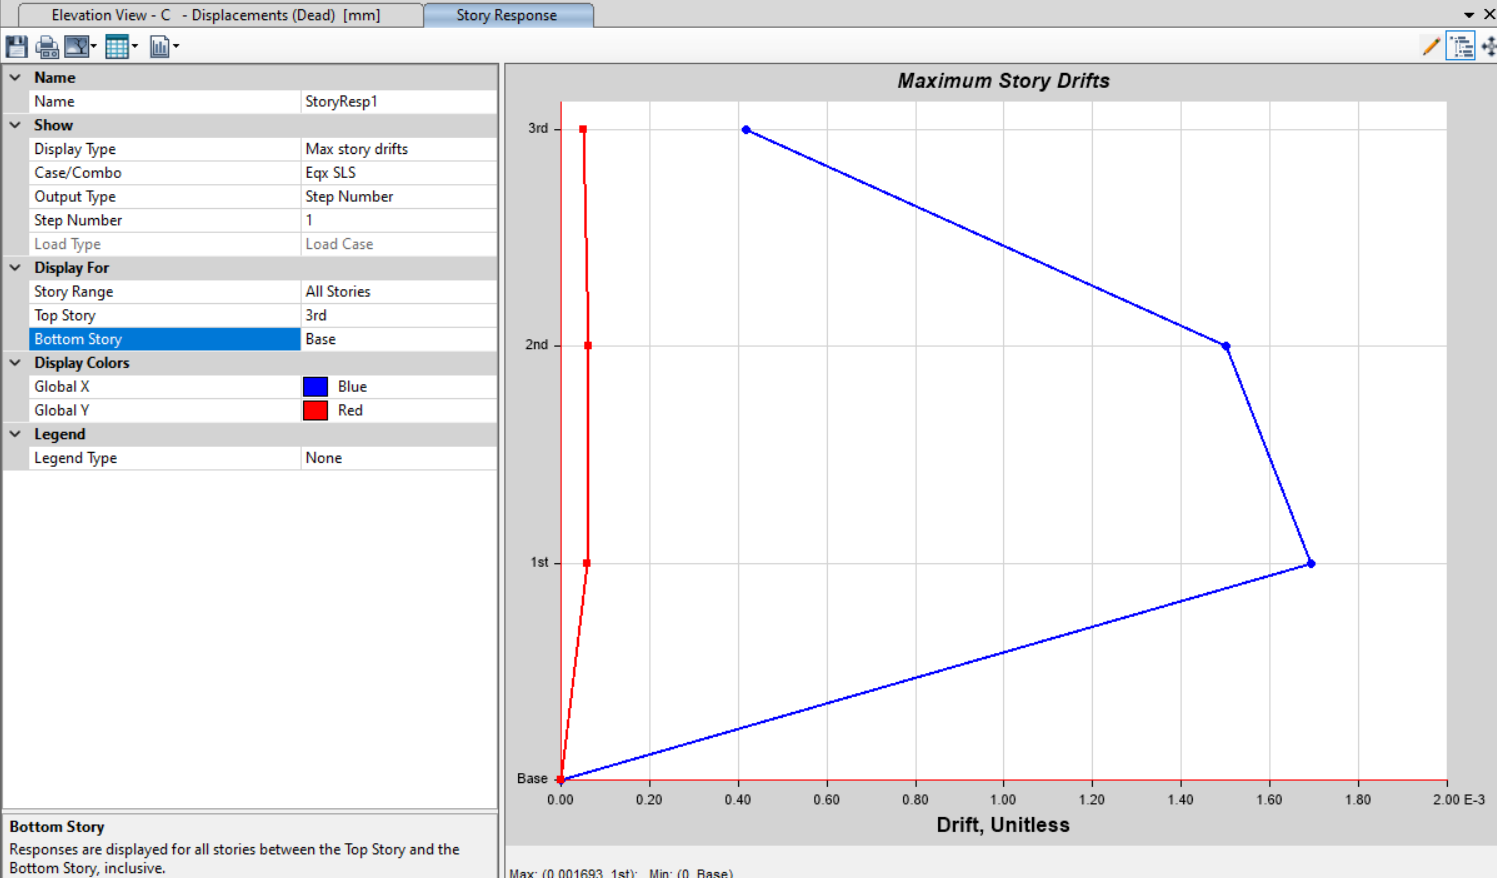 Elevation View - C - Displacements (Dead) [mm]
Story Response
Name
Name StoryResp1
Show
Display Type Max story drifts
Case/Combo Eqx SLS
Output Type Step Number
Step Number 1
Load Type Load Case
Display For
Story Range All Stories
Top Story 3rd
Bottom Story Base
Display Colors
Global X Blue
Global Y Red
Legend
Legend Type None
Bottom Story
Responses are displayed for all stories between the Top Story and the
Bottom Story, inclusive.
Maximum Story Drifts
3rd
2nd
1st
Base
0.00 0.20 0.40 0.60 0.80 1.00 1.20 1.40 1.60 1.80 2.00 E-3
Drift, Unitless
Max: (0.001693, 1st); Min: (0, Base)